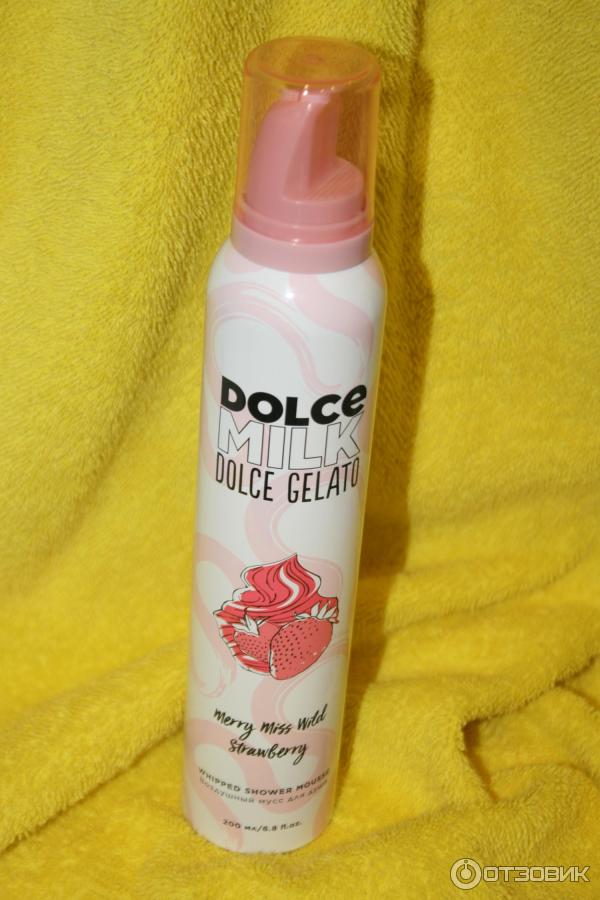 DOLCE
MILK
DOLCE GELATO
Merry Miss Wild
Strawberry
WHIPPED SHOWER MOUSSE
Воздушный мусс для душа
200 мл/6.8 fl.oz.
ОТЗОВИК